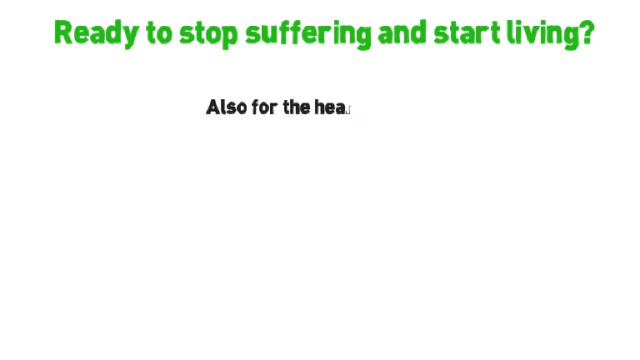 Ready to stop suffering and start living?
Also for the hea